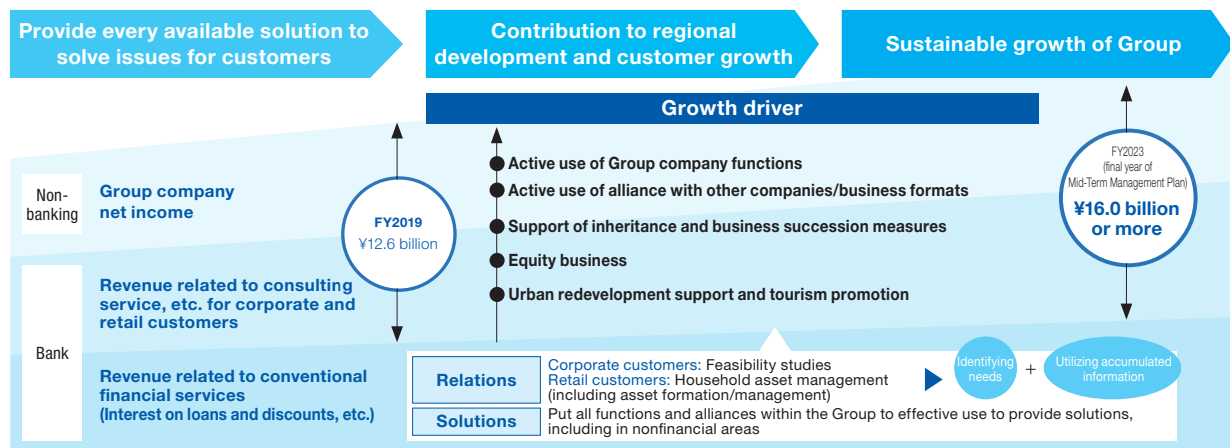 Provide every available solution to
solve issues for customers
Contribution to regional
development and customer growth
Sustainable growth of Group
Growth driver
Non-
banking
Group company
net income
FY2019
¥12.6 billion
Active use of Group company functions
Active use of alliance with other companies/business formats
Support of inheritance and business succession measures
Equity business
Urban redevelopment support and tourism promotion
FY2023
(final year of
Mid-Term Management Plan)
¥16.0 billion
or more
Bank
Revenue related to consulting
service, etc. for corporate and
retail customers
Revenue related to conventional
financial services
(Interest on loans and discounts, etc.)
Relations
Corporate customers: Feasibility studies
Retail customers: Household asset management
(including asset formation/management)
Identifying
needs
+
Utilizing accumulated
information
Solutions
Put all functions and alliances within the Group to effective use to provide solutions,
including in nonfinancial areas